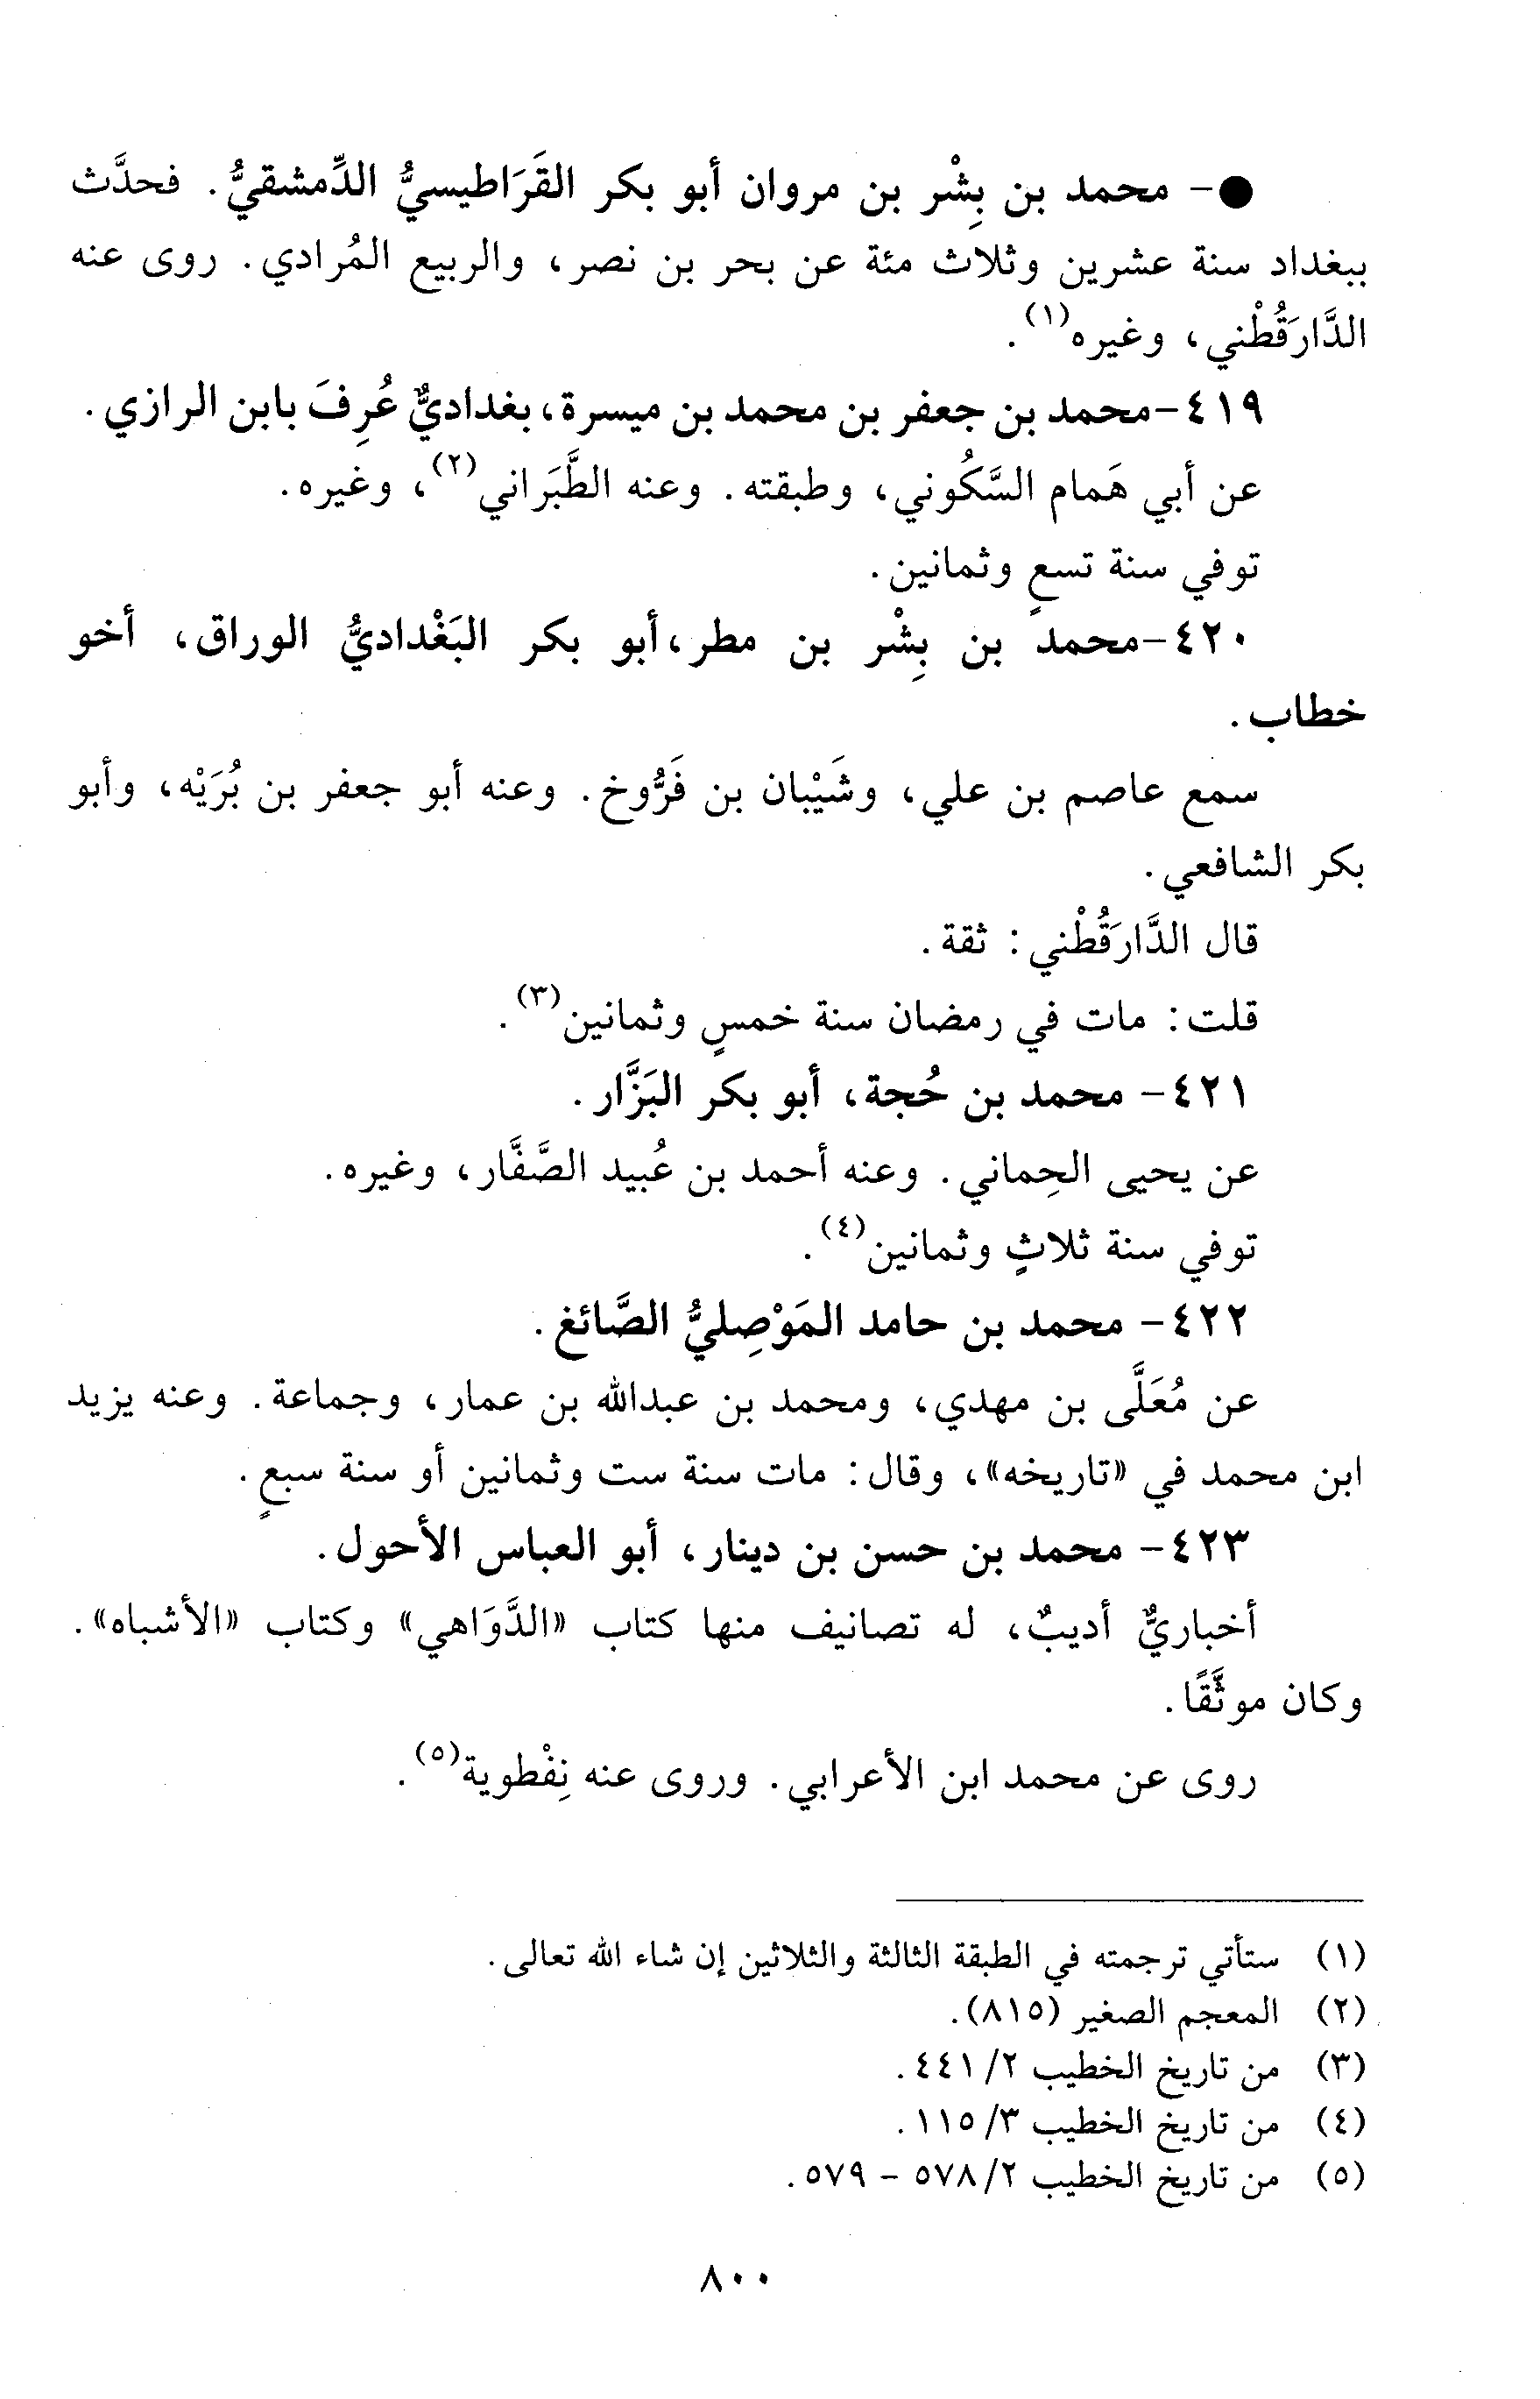 ●- محمد بن بِشْر بن مروان أبو بكر القَرَاطيسيُّ الدِّمشقيُّ. فحدَّث
ببغداد سنة عشرين وثلاث مئة عن بحر بن نصر، والربيع المُرادي. روى عنه
الدَّارَقُطْني، وغيره(١).
٤١٩-محمد بن جعفر بن محمد بن ميسرة، بغداديٌّ عُرِفَ بابن الرازي.
عن أبي هَمام السَّكُوني، وطبقته. وعنه الطَّبَراني(٢)، وغيره.
توفي سنة تسعٍ وثمانين.
٤٢٠-محمد بن بِشْر بن مطر،أبو بكر البَغْداديُّ الوراق، أخو
خطاب.
سمع عاصم بن علي، وشَيْبان بن فَرُّوخ. وعنه أبو جعفر بن بُرَيْه، وأبو
بكر الشافعي.
قال الدَّارَقُطْني: ثقة.
قلت: مات في رمضان سنة خمسٍ وثمانين(٣).
٤٢١- محمد بن حُجة، أبو بكر البَزَّار.
عن يحيى الحِماني. وعنه أحمد بن عُبيد الصَّفَّار، وغيره.
توفي سنة ثلاثٍ وثمانين(٤).
٤٢٢- محمد بن حامد المَوْصِليُّ الصَّائغ.
عن مُعَلَّى بن مهدي، ومحمد بن عبدالله بن عمار، وجماعة. وعنه يزيد
ابن محمد في «تاريخه»، وقال: مات سنة ست وثمانين أو سنة سبعٍ.
٤٢٣- محمد بن حسن بن دينار، أبو العباس الأحول.
أخباريٌّ أديبٌ، له تصانيف منها كتاب «الدَّوَاهي» وكتاب «الأشباه».
وكان موثَّقًا.
روى عن محمد ابن الأعرابي. وروى عنه نِفْطوية(٥).
(١) ستأتي ترجمته في الطبقة الثالثة والثلاثين إن شاء الله تعالى.
(٢) المعجم الصغير (٨١٥).
(٣) من تاريخ الخطيب ٢/ ٤٤١.
(٤) من تاريخ الخطيب ٣/ ١١٥.
(٥) من تاريخ الخطيب ٢/ ٥٧٨ - ٥٧٩.
٨٠٠